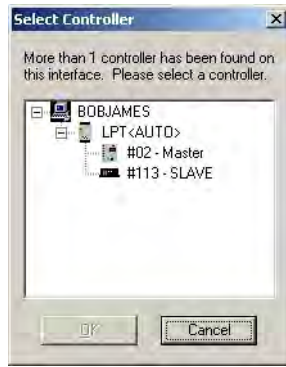 Select Controller
More than 1 controller has been found on
this interface. Please select a controller.
BOBJAMES
LPT<AUTO>
#02 - Master
#113 - SLAVE
OK
Cancel